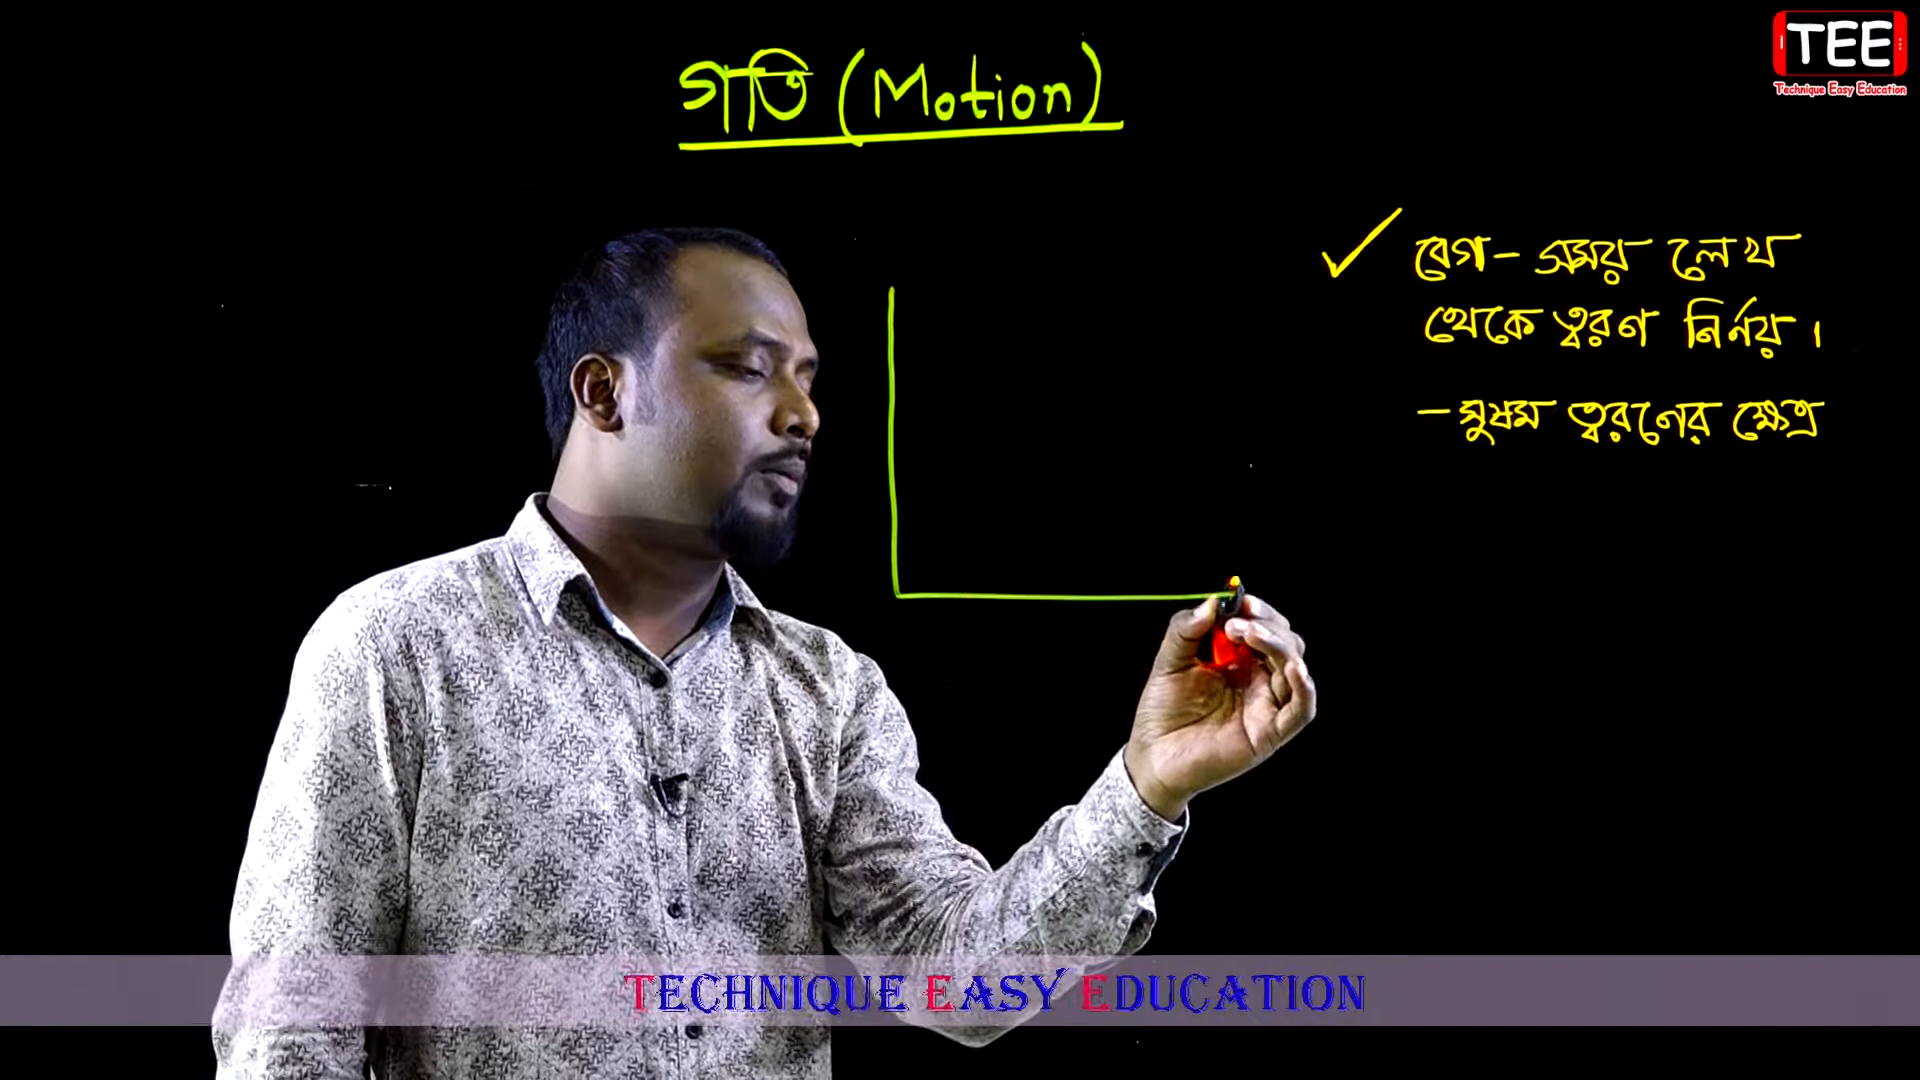 গতি (Motion)
TEE
Technique Easy Education
বেগ - সময় লেখ
থেকে ত্বরণ নির্ণয়।
- সুষম ত্বরণের ক্ষেত্র
TECHNIQUE EASY EDUCATION